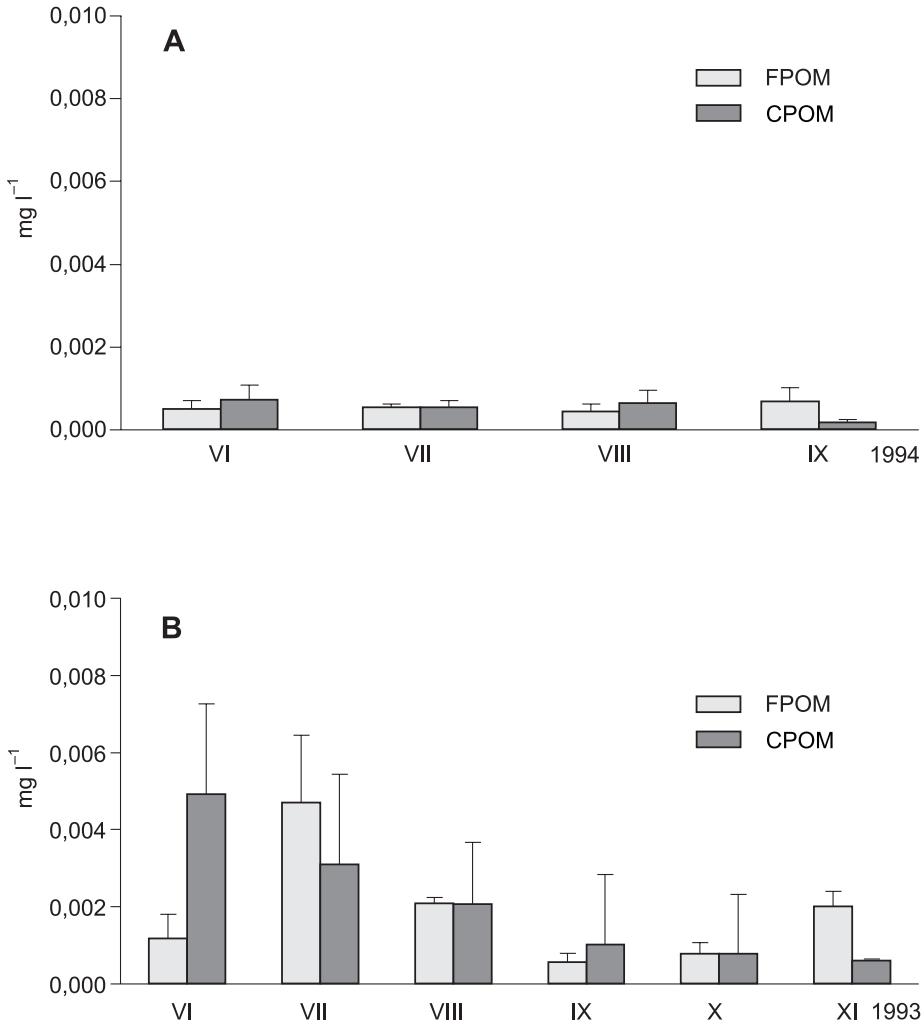 0,010
A
FPOM
0,008
CPOM
0,006
mg l⁻¹
0,004
0,002
0,000
VI VII VIII IX 1994
0,010
B
0,008
FPOM
CPOM
0,006
mg l⁻¹
0,004
0,002
0,000
VI VII VIII IX X XI 1993